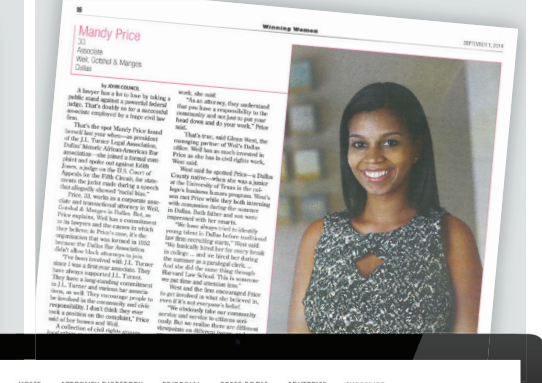 Winning Women
SEPTEMBER 1, 2014
Mandy Price
33
Associate
Weil, Gotshal & Manges
Dallas
by JOHN COUNCIL
A lawyer has a lot to lose by taking a
public stand against a powerful federal
judge. That's doubly so for a successful
associate employed by a huge civil law
firm.
That's the spot Mandy Price found
herself last year when—as president
of the J.L. Turner Legal Association,
Dallas' historic African-American Bar
association—she joined a formal com-
plaint and spoke out against Edith
Jones, a judge on the U.S. Court of
Appeals for the Fifth Circuit, for state-
ments the jurist made during a speech
that allegedly showed "racial bias."
Price, 33, works as a corporate asso-
ciate and transactional attorney in Weil,
Gotshal & Manges in Dallas. But, as
Price explains, Weil has a commitment
to its lawyers and the causes in which
they believe; in Price's case, it's the
organization that was formed in 1952
because the Dallas Bar Association
didn't allow black attorneys to join.
"I've been involved with J.L. Turner
since I was a first-year associate. They
have always supported J.L. Turner.
They have a long-standing commitment
to J.L. Turner and various bar associa-
tions, as well. They encourage people to
be involved in the community and civic
responsibility. I don't think they ever
took a position on the complaint," Price
said of her bosses and Weil.
A collection of civil rights groups
work, she said.
"As an attorney, they understand
that you have a responsibility to the
community and not just to put your
head down and do your work," Price
said.
That's true, said Glenn West, the
managing partner of Weil's Dallas
office. Weil has as much invested in
Price as she has in civil rights work,
West said.
West said he spotted Price—a Dallas
County native—when she was a junior
at the University of Texas in the col-
lege's business honors program. West's
son met Price while they both interning
with companies during the summer
in Dallas. Both father and son were
impressed with her smarts.
"We have always tried to identify
young talent in Dallas before traditional
law firm recruiting starts," West said.
"We basically hired her for every break
in college ... and we hired her during
the summer as a paralegal clerk. ...
And she did the same thing through
Harvard Law School. This is someone
we put time and attention into."
West and the firm encouraged Price
to get involved in what she believed in,
even if it's not everyone's belief.
"We obviously take our community
service and service to citizens seri-
ously. But we realize there are different
viewpoints on different